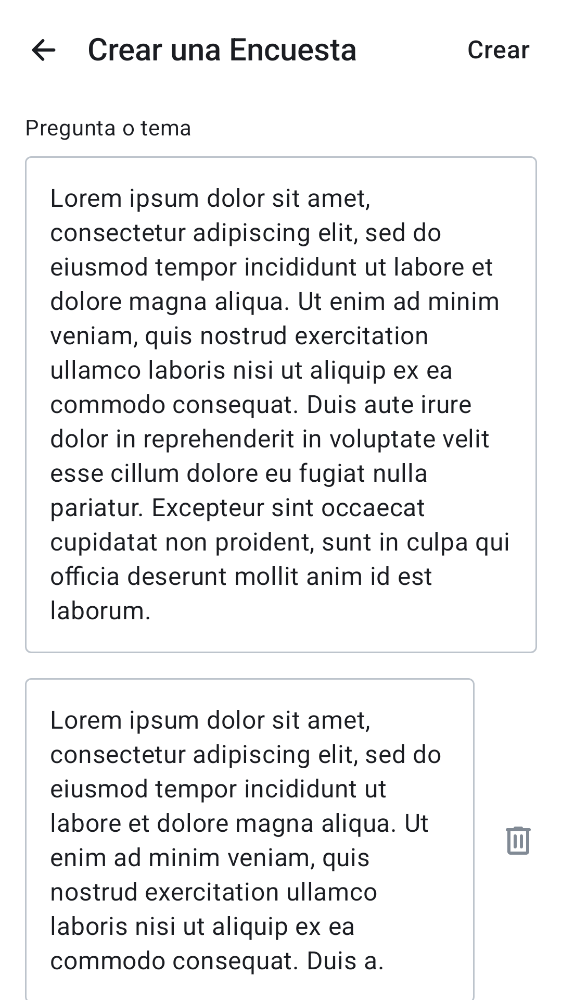 Crear una Encuesta
Crear
Pregunta o tema
Lorem ipsum dolor sit amet,
consectetur adipiscing elit, sed do
eiusmod tempor incididunt ut labore et
dolore magna aliqua. Ut enim ad minim
veniam, quis nostrud exercitation
ullamco laboris nisi ut aliquip ex ea
commodo consequat. Duis aute irure
dolor in reprehenderit in voluptate velit
esse cillum dolore eu fugiat nulla
pariatur. Excepteur sint occaecat
cupidatat non proident, sunt in culpa qui
officia deserunt mollit anim id est
laborum.
Lorem ipsum dolor sit amet,
consectetur adipiscing elit, sed do
eiusmod tempor incididunt ut
labore et dolore magna aliqua. Ut
enim ad minim veniam, quis
nostrud exercitation ullamco
laboris nisi ut aliquip ex ea
commodo consequat. Duis a.